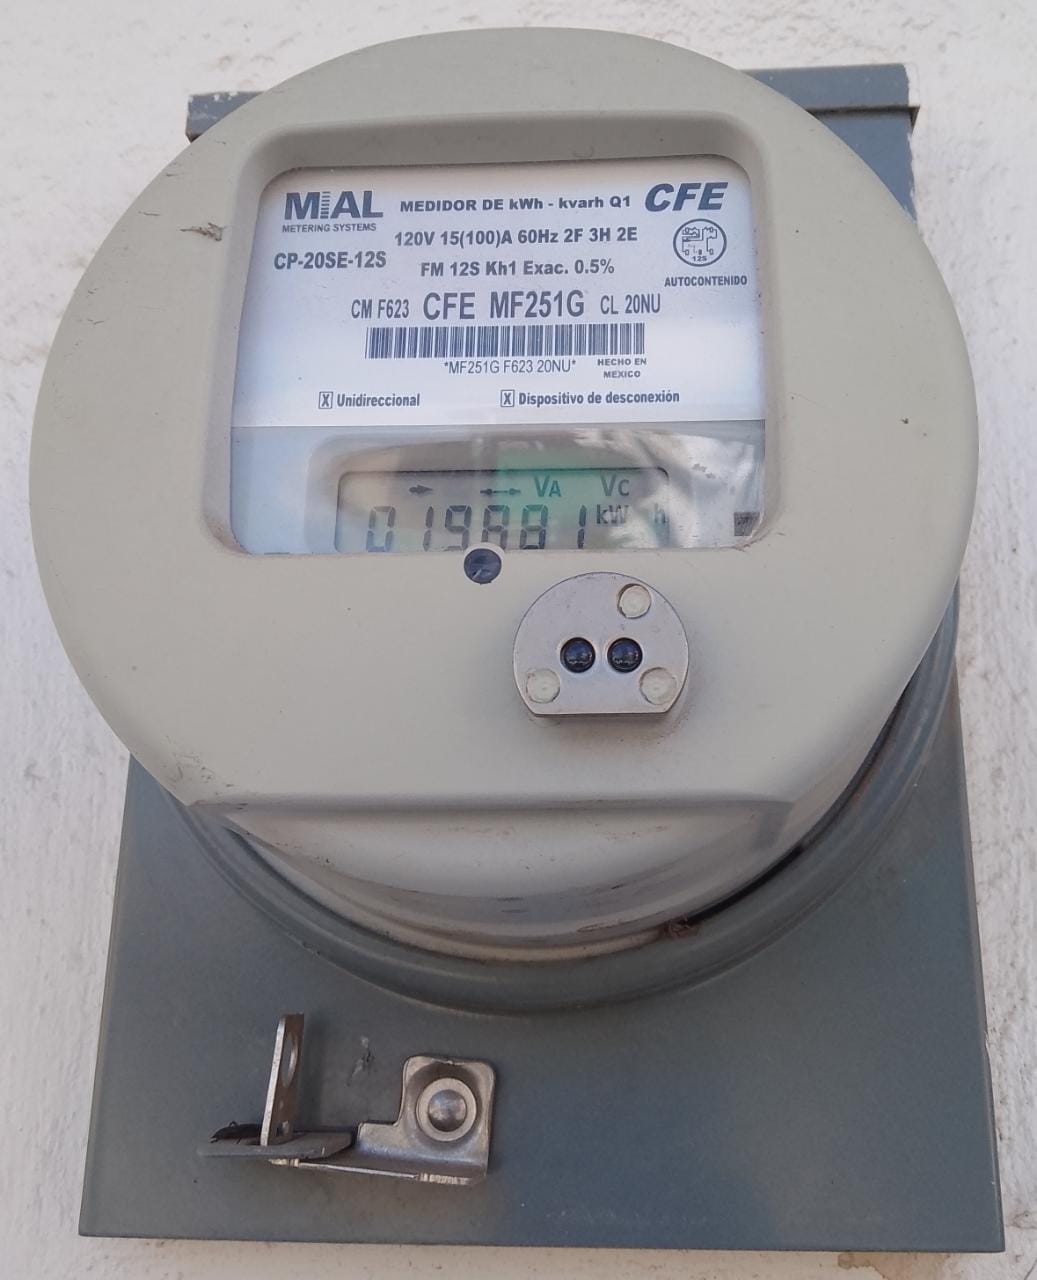 MIAL
METERING SYSTEMS
MEDIDOR DE kWh - kvarh Q1
CFE
120V 15(100)A 60Hz 2F 3H 2E
CP-20SE-12S
FM 12S Kh1 Exac. 0.5%
12S
AUTOCONTENIDO
CM F623 CFE MF251G CL 20NU
*MF251G F623 20NU*
HECHO EN
MEXICO
X Unidireccional
X Dispositivo de desconexión
VA VC
kW h